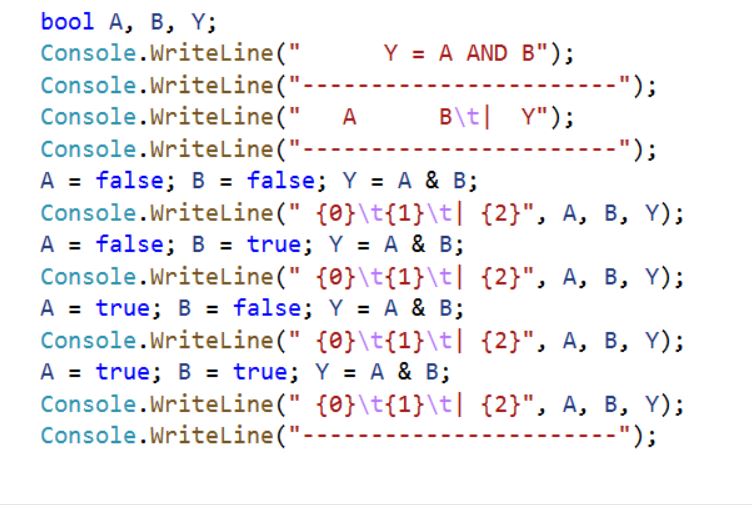 bool A, B, Y;
Console.WriteLine("      Y = A AND B");
Console.WriteLine("-----------------------");
Console.WriteLine("   A      B\t|  Y");
Console.WriteLine("-----------------------");
A = false; B = false; Y = A & B;
Console.WriteLine(" {0}\t{1}\t| {2}", A, B, Y);
A = false; B = true; Y = A & B;
Console.WriteLine(" {0}\t{1}\t| {2}", A, B, Y);
A = true; B = false; Y = A & B;
Console.WriteLine(" {0}\t{1}\t| {2}", A, B, Y);
A = true; B = true; Y = A & B;
Console.WriteLine(" {0}\t{1}\t| {2}", A, B, Y);
Console.WriteLine("-----------------------");